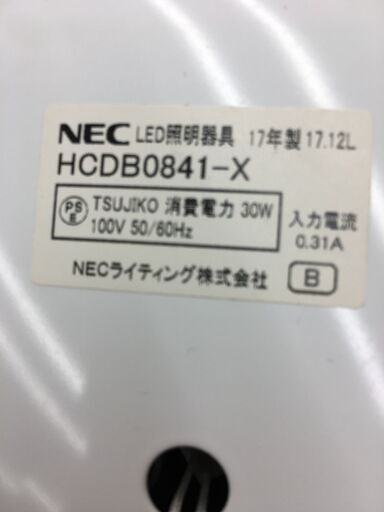 NEC LED照明器具 17年製 17.12L
HCDB0841-X
PSE TSUJIKO 消費電力 30W
100V 50/60Hz
入力電流
0.31A
NECライティング株式会社 B